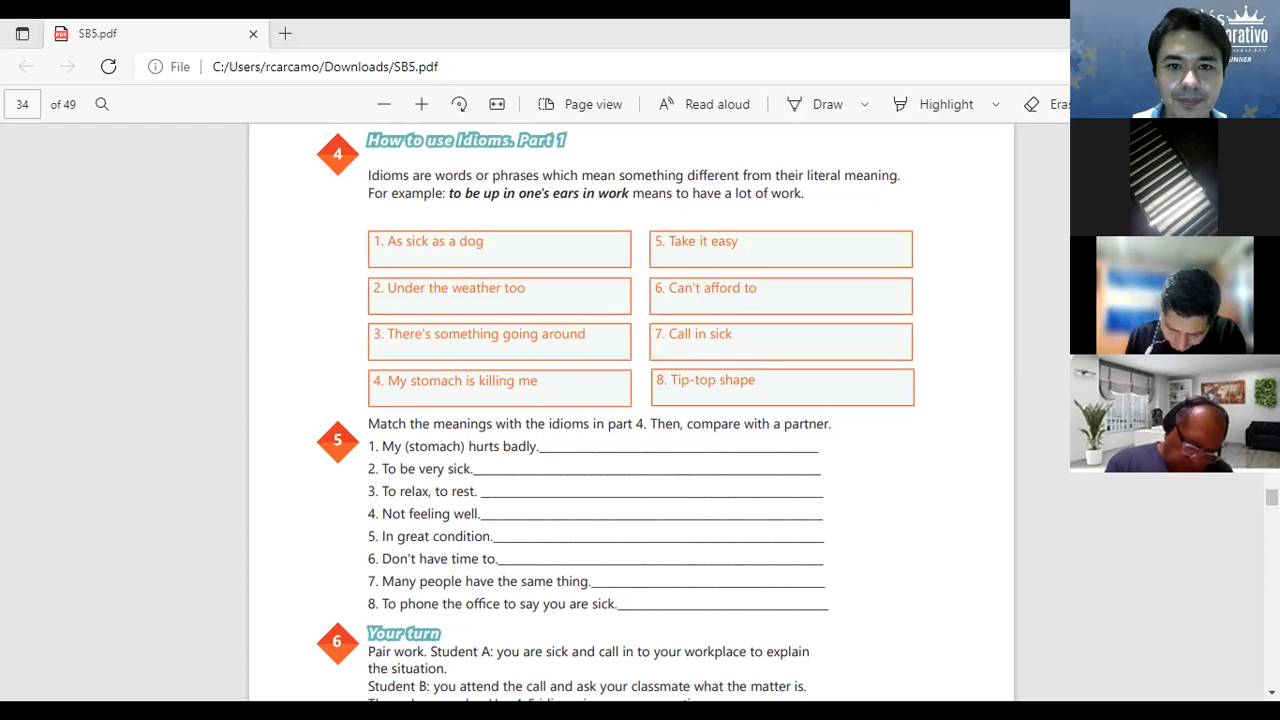 SB5.pdf
File C:/Users/rcarcamo/Downloads/SB5.pdf
34 of 49 Page view Read aloud Draw Highlight
orativo
How to use Idioms. Part 1
4
Idioms are words or phrases which mean something different from their literal meaning.
For example: to be up in one's ears in work means to have a lot of work.
1. As sick as a dog
5. Take it easy
2. Under the weather too
6. Can't afford to
3. There's something going around
7. Call in sick
4. My stomach is killing me
8. Tip-top shape
5
Match the meanings with the idioms in part 4. Then, compare with a partner.
1. My (stomach) hurts badly.
2. To be very sick.
3. To relax, to rest.
4. Not feeling well.
5. In great condition.
6. Don't have time to.
7. Many people have the same thing.
8. To phone the office to say you are sick.
6
Your turn
Pair work. Student A: you are sick and call in to your workplace to explain
the situation.
Student B: you attend the call and ask your classmate what the matter is.